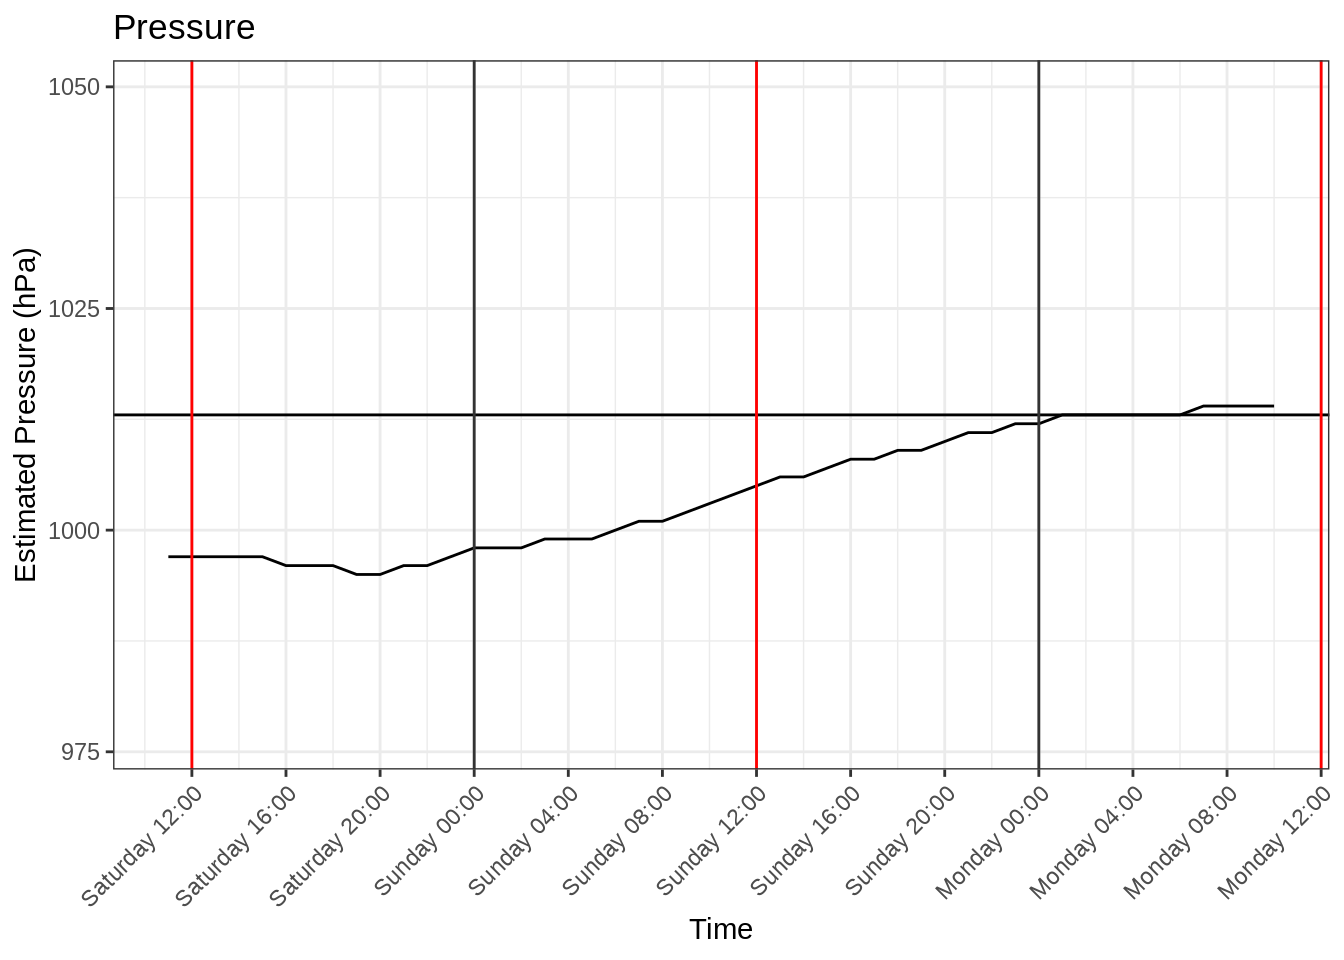 Pressure
Estimated Pressure (hPa)
1050
1025
1000
975
Saturday 12:00
Saturday 16:00
Saturday 20:00
Sunday 00:00
Sunday 04:00
Sunday 08:00
Sunday 12:00
Sunday 16:00
Sunday 20:00
Monday 00:00
Monday 04:00
Monday 08:00
Monday 12:00
Time